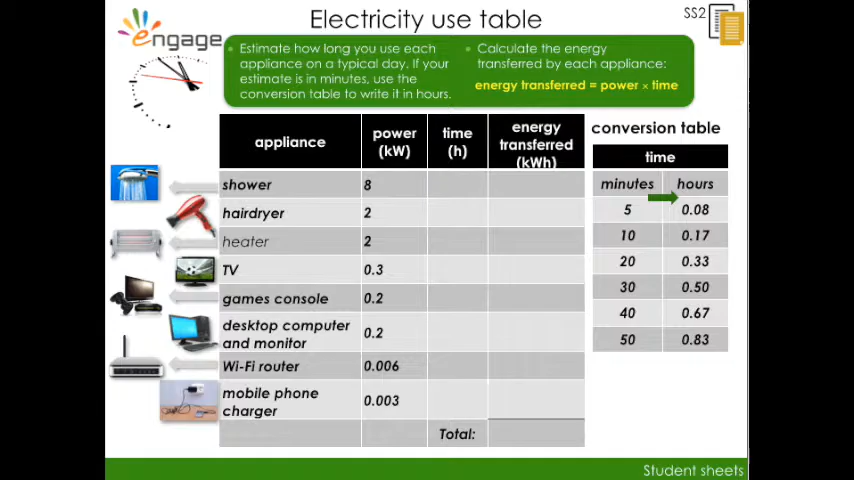 engage
Electricity use table
SS2
• Estimate how long you use each
appliance on a typical day. If your
estimate is in minutes, use the
conversion table to write it in hours.
• Calculate the energy
transferred by each appliance:
energy transferred = power × time
appliance power (kW) time (h) energy transferred (kWh)
shower 8
hairdryer 2
heater 2
TV 0.3
games console 0.2
desktop computer and monitor 0.2
Wi-Fi router 0.006
mobile phone charger 0.003
Total:
conversion table
time
minutes hours
5 0.08
10 0.17
20 0.33
30 0.50
40 0.67
50 0.83
Student sheets